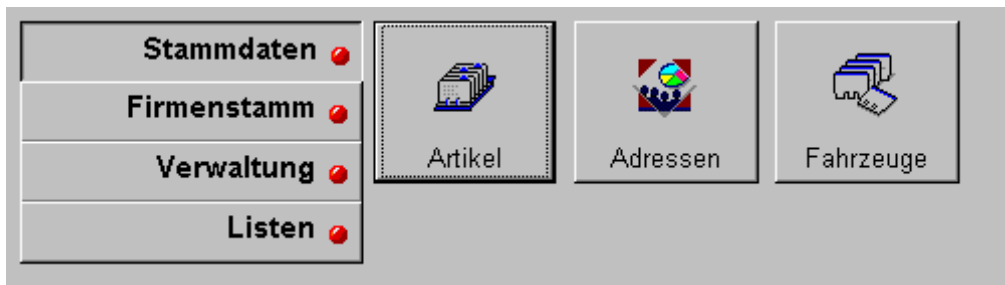 Stammdaten
Firmenstamm
Verwaltung
Listen
Artikel
Adressen
Fahrzeuge